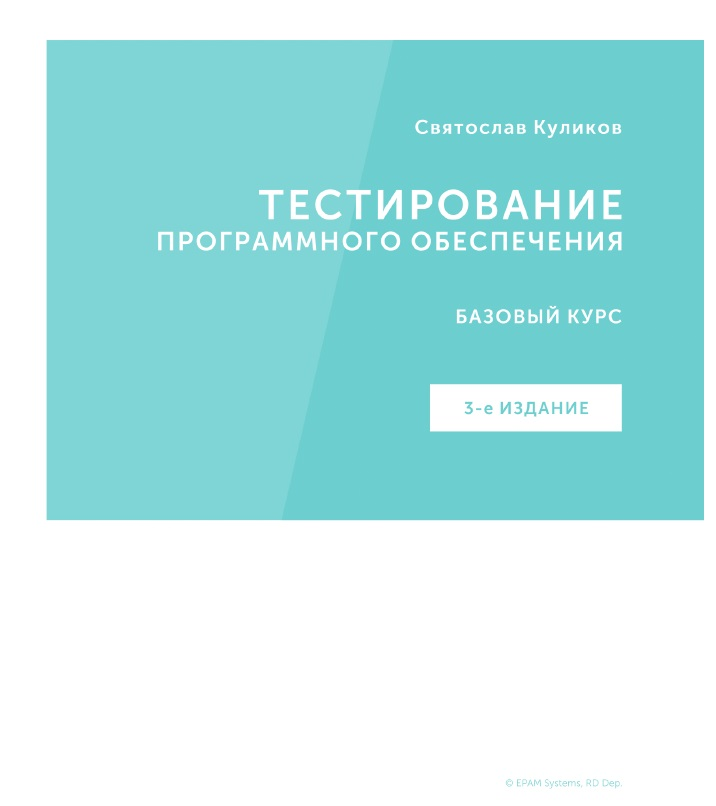 Святослав Куликов
ТЕСТИРОВАНИЕ
ПРОГРАММНОГО ОБЕСПЕЧЕНИЯ
БАЗОВЫЙ КУРС
3-е ИЗДАНИЕ
© EPAM Systems, RD Dep.